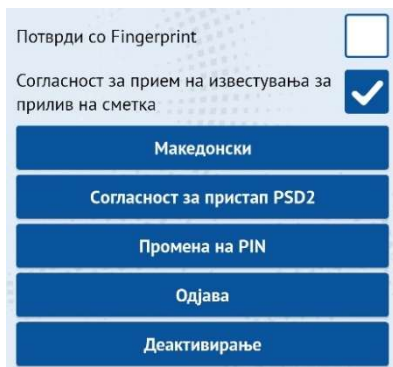 Потврди со Fingerprint
Согласност за прием на известувања за
прилив на сметка
Македонски
Согласност за пристап PSD2
Промена на PIN
Одјава
Деактивирање